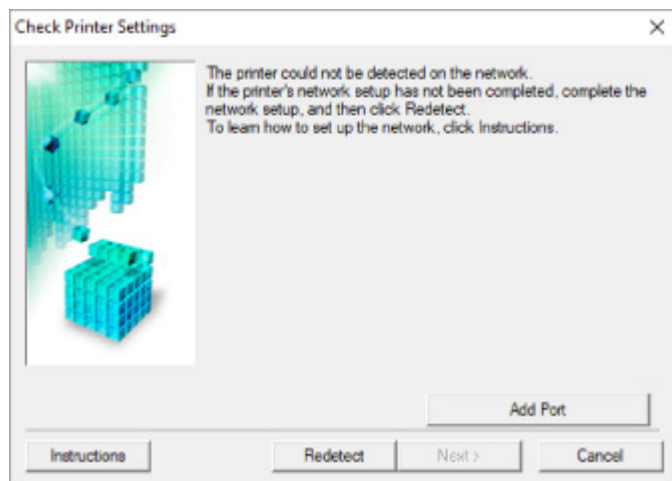 Check Printer Settings
The printer could not be detected on the network.
If the printer's network setup has not been completed, complete the
network setup, and then click Redetect.
To learn how to set up the network, click Instructions.
Add Port
Instructions
Redetect
Next >
Cancel